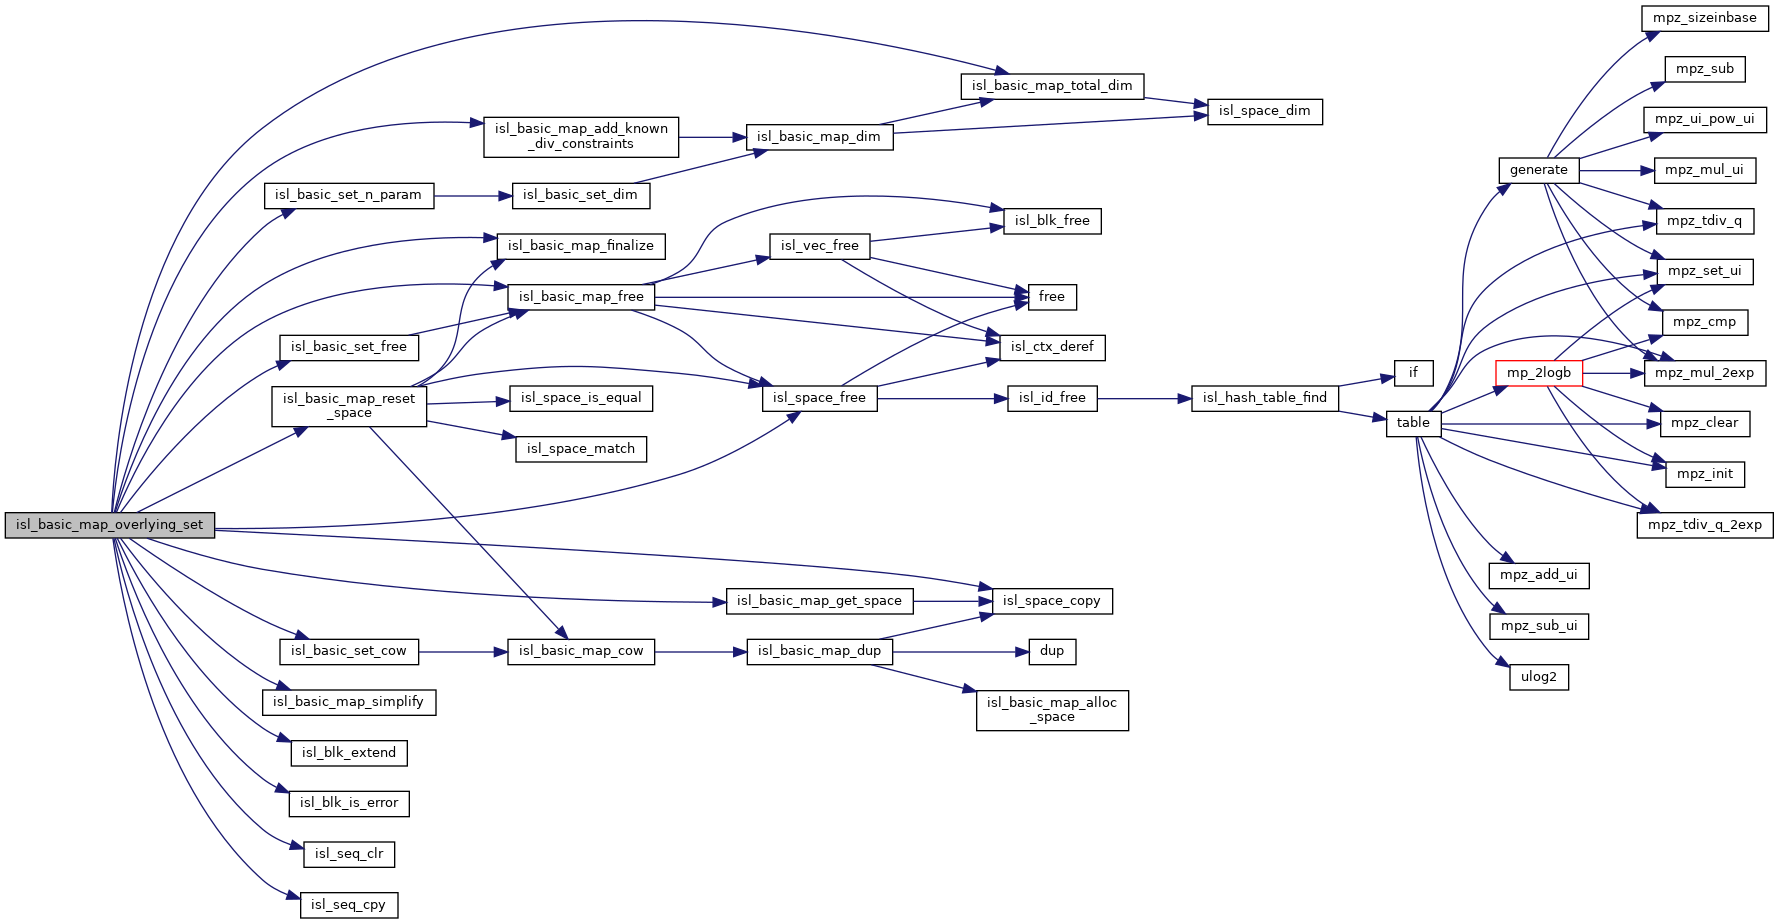 isl_basic_map_overlying_set
isl_basic_map_total_dim
isl_basic_map_add_known
_div_constraints
isl_basic_set_n_param
isl_basic_map_finalize
isl_basic_map_free
isl_basic_set_free
isl_basic_map_reset
_space
isl_basic_set_dim
isl_basic_map_dim
isl_space_dim
isl_vec_free
isl_blk_free
free
isl_ctx_deref
isl_space_free
isl_space_is_equal
isl_space_match
isl_id_free
isl_hash_table_find
if
table
generate
mp_2logb
mpz_sizeinbase
mpz_sub
mpz_ui_pow_ui
mpz_mul_ui
mpz_tdiv_q
mpz_set_ui
mpz_cmp
mpz_mul_2exp
mpz_clear
mpz_init
mpz_tdiv_q_2exp
mpz_add_ui
mpz_sub_ui
ulog2
isl_basic_map_get_space
isl_space_copy
isl_basic_set_cow
isl_basic_map_cow
isl_basic_map_dup
dup
isl_basic_map_alloc
_space
isl_basic_map_simplify
isl_blk_extend
isl_blk_is_error
isl_seq_clr
isl_seq_cpy